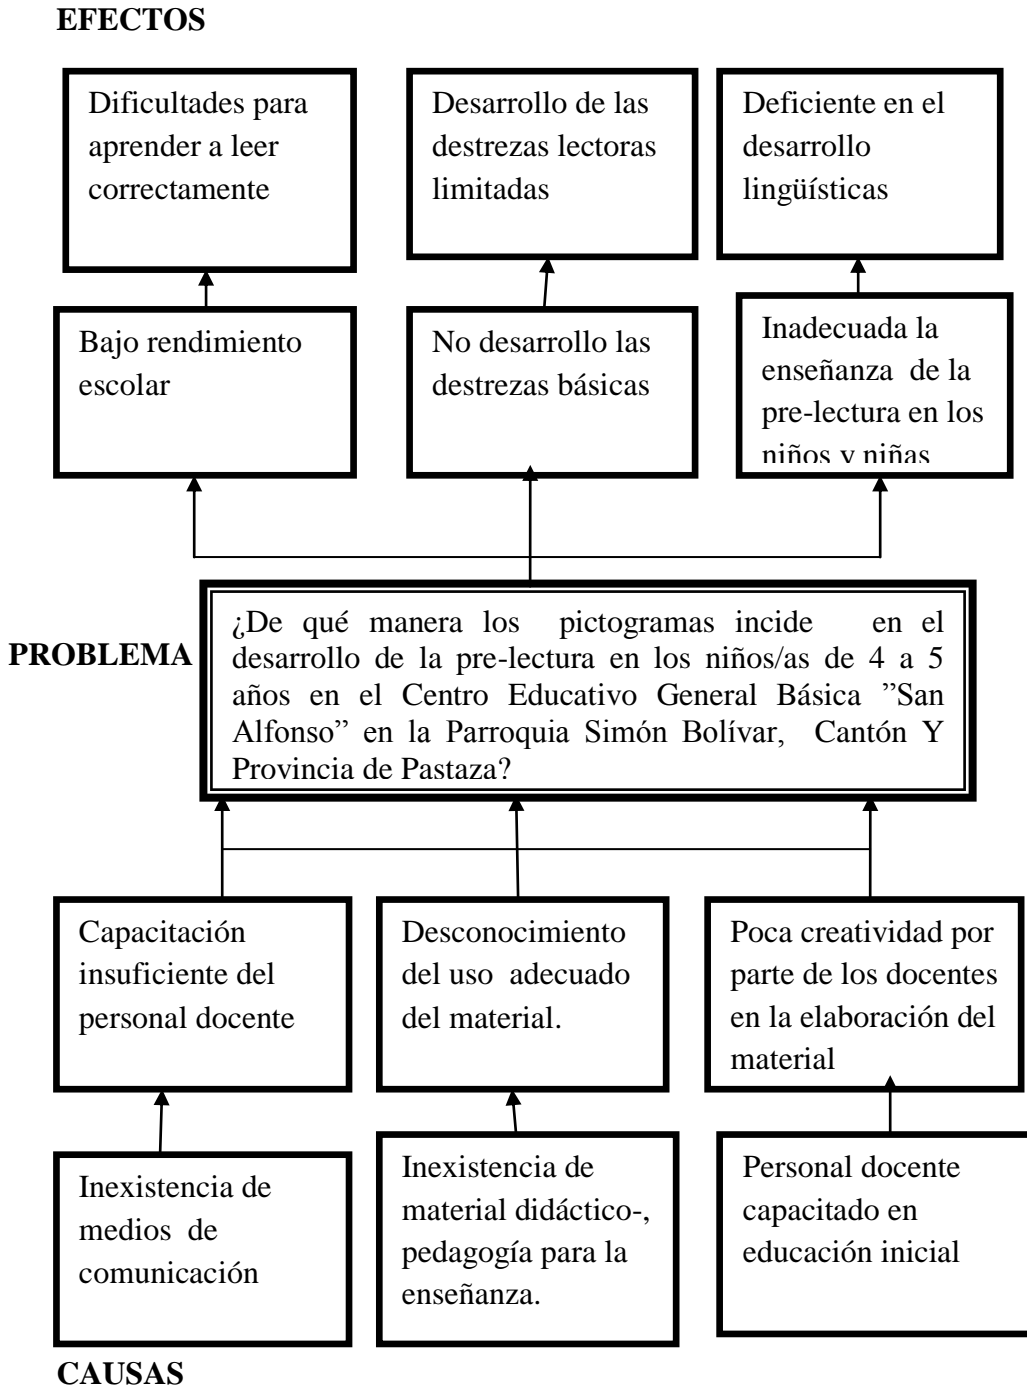 EFECTOS
Dificultades para
aprender a leer
correctamente
Desarrollo de las
destrezas lectoras
limitadas
Deficiente en el
desarrollo
lingüísticas
Bajo rendimiento
escolar
No desarrollo las
destrezas básicas
Inadecuada la
enseñanza de la
pre-lectura en los
niños y niñas
PROBLEMA
¿De qué manera los pictogramas incide en el
desarrollo de la pre-lectura en los niños/as de 4 a 5
años en el Centro Educativo General Básica ”San
Alfonso” en la Parroquia Simón Bolívar, Cantón Y
Provincia de Pastaza?
Capacitación
insuficiente del
personal docente
Desconocimiento
del uso adecuado
del material.
Poca creatividad por
parte de los docentes
en la elaboración del
material
Inexistencia de
medios de
comunicación
Inexistencia de
material didáctico-,
pedagogía para la
enseñanza.
Personal docente
capacitado en
educación inicial
CAUSAS